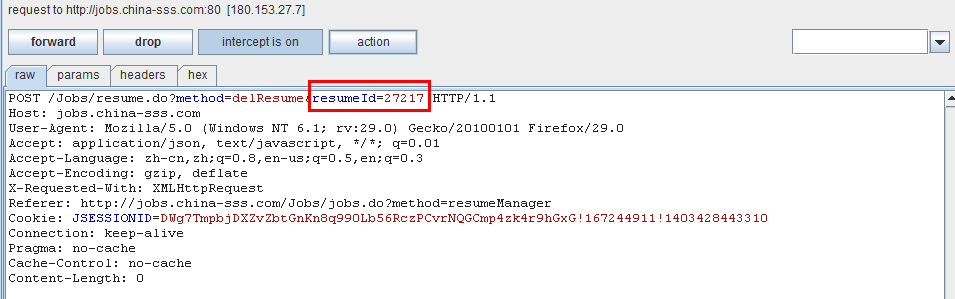 request to http://jobs.china-sss.com:80 [180.153.27.7]
forward drop intercept is on action
raw params headers hex
POST /Jobs/resume.do?method=delResume&resumeId=27217 HTTP/1.1
Host: jobs.china-sss.com
User-Agent: Mozilla/5.0 (Windows NT 6.1; rv:29.0) Gecko/20100101 Firefox/29.0
Accept: application/json, text/javascript, */*; q=0.01
Accept-Language: zh-cn,zh;q=0.8,en-us;q=0.5,en;q=0.3
Accept-Encoding: gzip, deflate
X-Requested-With: XMLHttpRequest
Referer: http://jobs.china-sss.com/Jobs/jobs.do?method=resumeManager
Cookie: JSESSIONID=DWg7TmpbjDXZvZbtGnKn8q990Lb56RczPCvrNQGCmp4zk4r9hGxG!167244911!1403428443310
Connection: keep-alive
Pragma: no-cache
Cache-Control: no-cache
Content-Length: 0